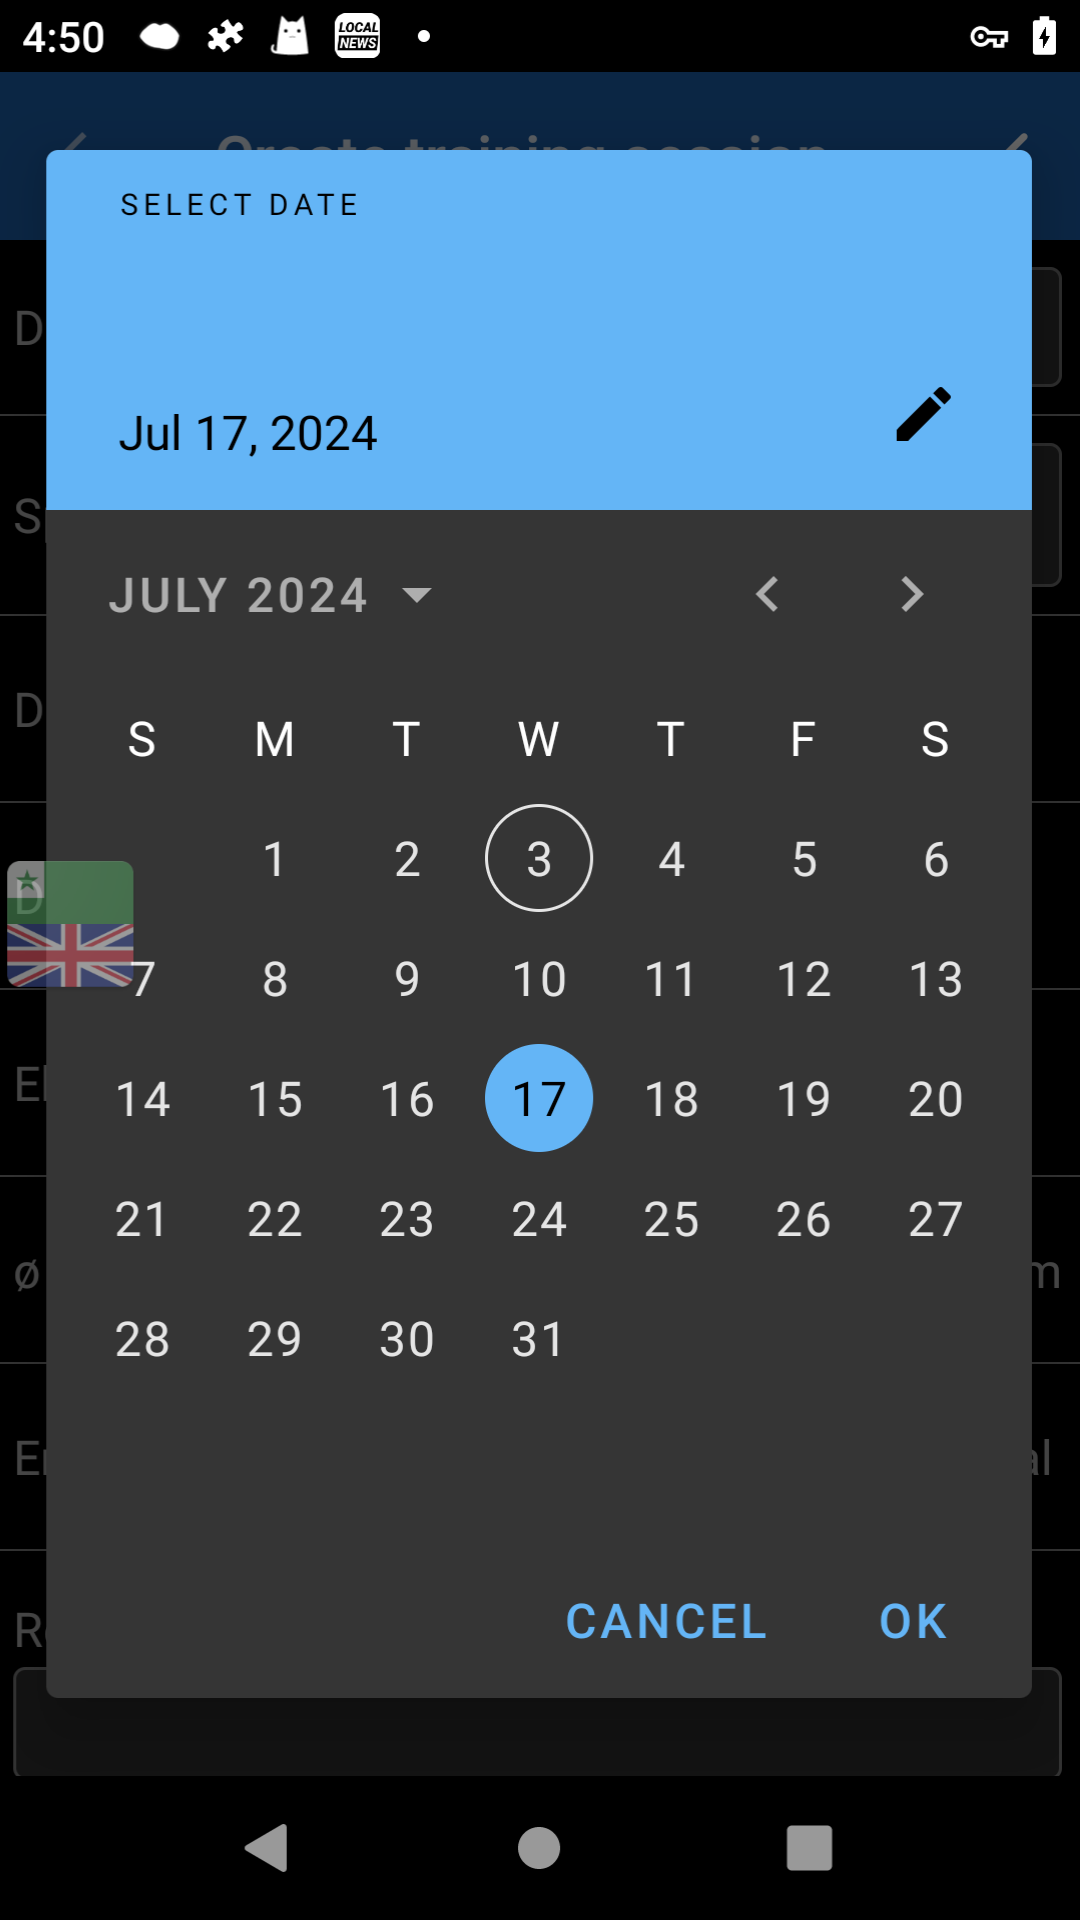 4:50
LOCAL
NEWS
SELECT DATE
Jul 17, 2024
JULY 2024
S M T W T F S
1 2 3 4 5 6
7 8 9 10 11 12 13
14 15 16 17 18 19 20
21 22 23 24 25 26 27
28 29 30 31
CANCEL OK